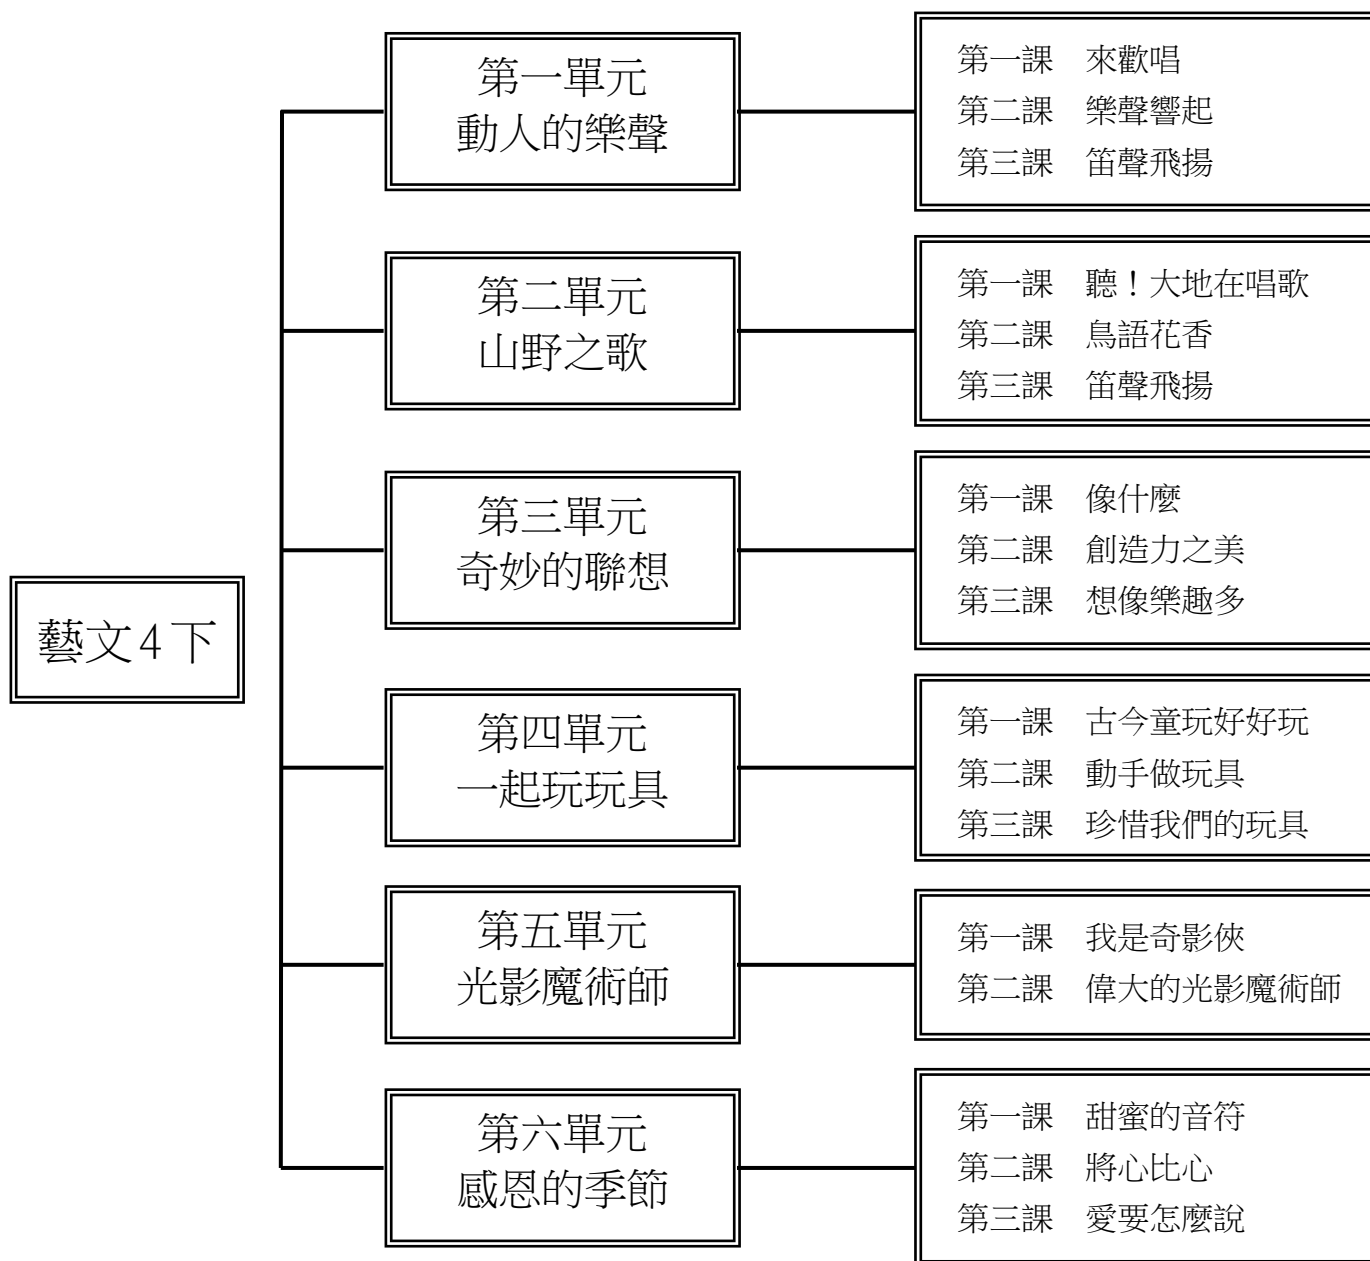 藝文4下
第一單元
動人的樂聲
第一課　來歡唱
第二課　樂聲響起
第三課　笛聲飛揚
第二單元
山野之歌
第一課　聽！大地在唱歌
第二課　鳥語花香
第三課　笛聲飛揚
第三單元
奇妙的聯想
第一課　像什麼
第二課　創造力之美
第三課　想像樂趣多
第四單元
一起玩玩具
第一課　古今童玩好好玩
第二課　動手做玩具
第三課　珍惜我們的玩具
第五單元
光影魔術師
第一課　我是奇影俠
第二課　偉大的光影魔術師
第六單元
感恩的季節
第一課　甜蜜的音符
第二課　將心比心
第三課　愛要怎麼說